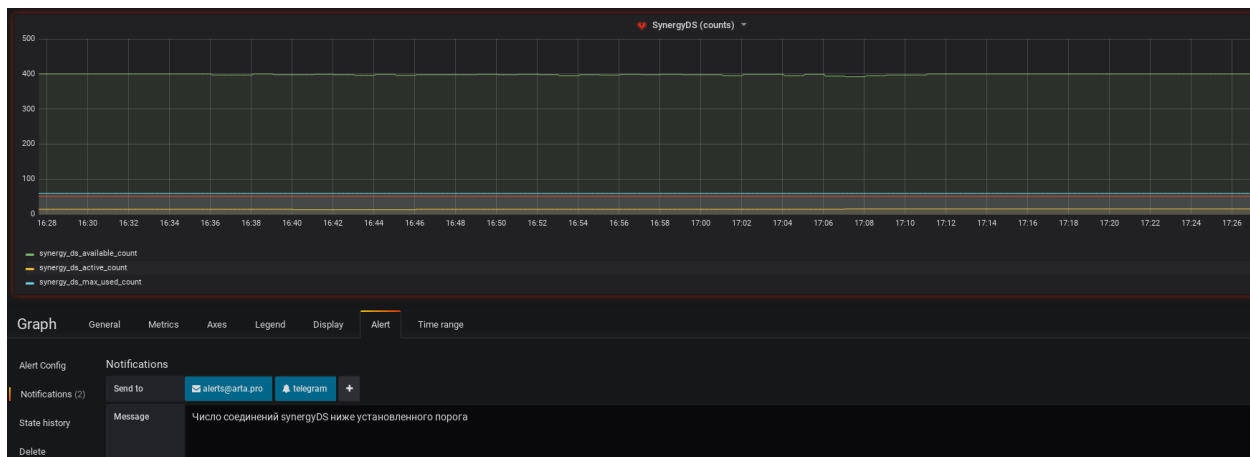 SynergyDS (counts)
500
400
300
200
100
0
16:28 16:30 16:32 16:34 16:36 16:38 16:40 16:42 16:44 16:46 16:48 16:50 16:52 16:54 16:56 16:58 17:00 17:02 17:04 17:06 17:08 17:10 17:12 17:14 17:16 17:18 17:20 17:22 17:24 17:26
synergy_ds_available_count
synergy_ds_active_count
synergy_ds_max_used_count
Graph General Metrics Axes Legend Display Alert Time range
Alert Config
Notifications (2)
State history
Delete
Notifications
Send to alerts@arta.pro telegram +
Message Число соединений synergyDS ниже установленного порога